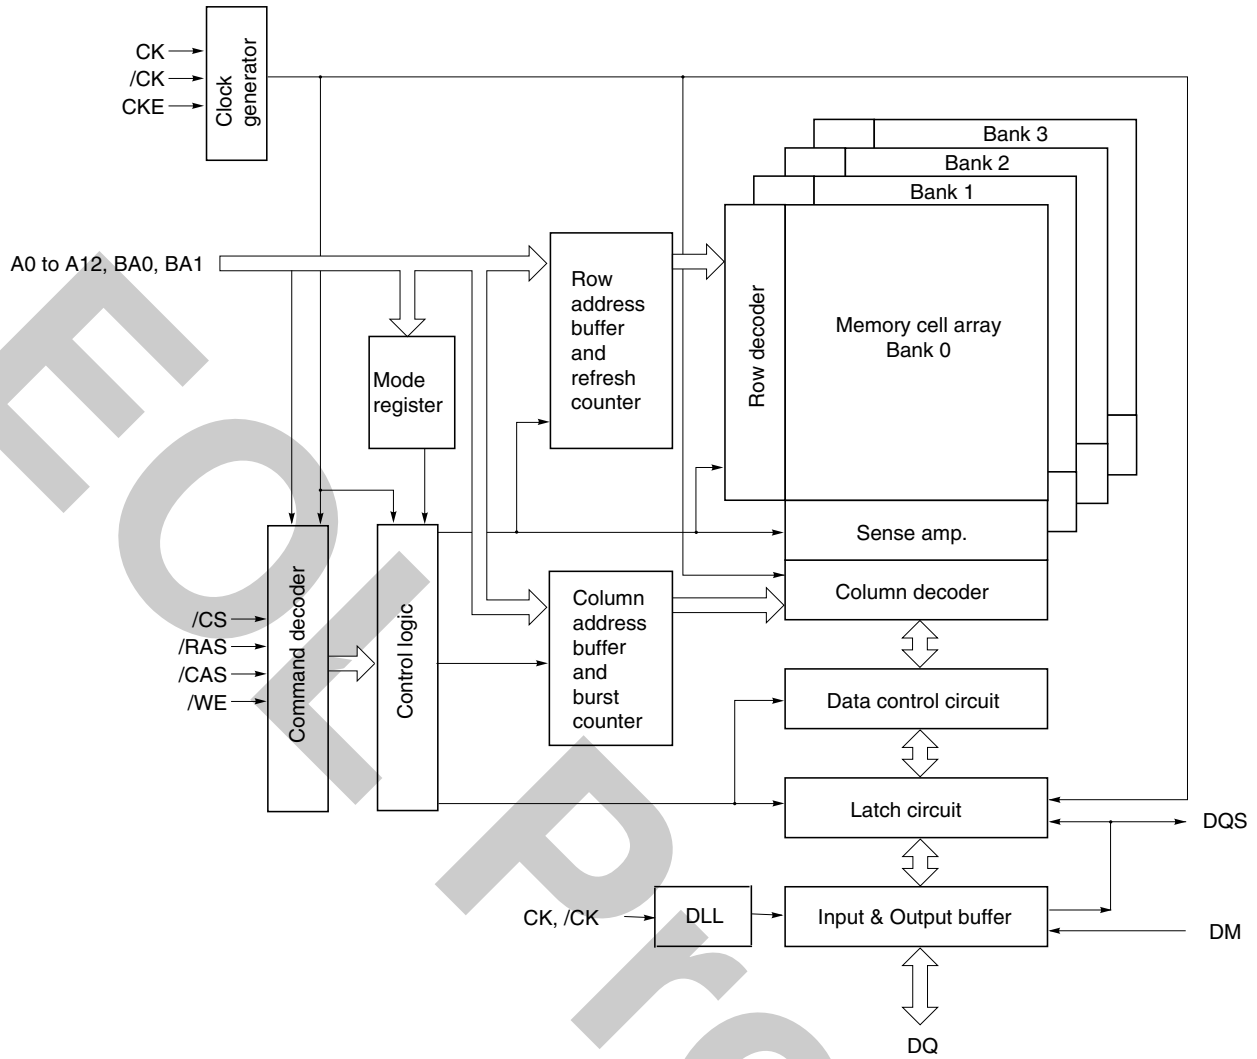 CK
/CK
CKE
Clock
generator
Bank 3
Bank 2
Bank 1
A0 to A12, BA0, BA1
Row
address
buffer
and
refresh
counter
Row decoder
Memory cell array
Bank 0
Mode
register
Sense amp.
Column decoder
Command decoder
Control logic
/CS
/RAS
/CAS
/WE
Column
address
buffer
and
burst
counter
Data control circuit
Latch circuit
DQS
CK, /CK
DLL
Input & Output buffer
DM
DQ
EOL Pro